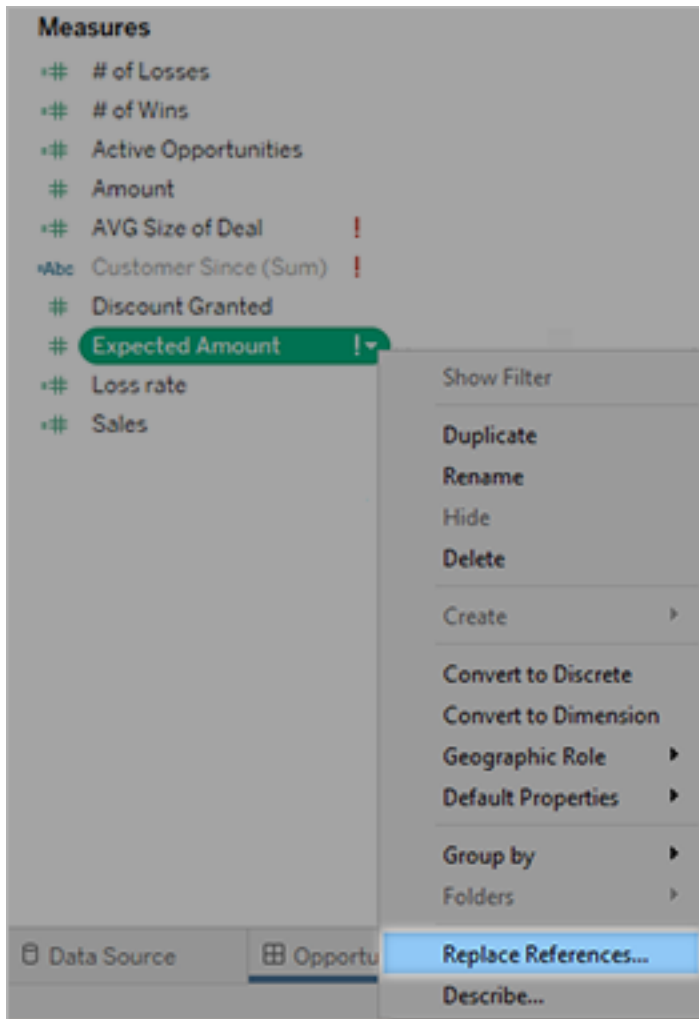 Measures
# of Losses
# of Wins
Active Opportunities
Amount
AVG Size of Deal !
Abc Customer Since (Sum) !
Discount Granted
Expected Amount !
Loss rate
Sales
Show Filter
Duplicate
Rename
Hide
Delete
Create
Convert to Discrete
Convert to Dimension
Geographic Role
Default Properties
Group by
Folders
Replace References...
Describe...
Data Source
Opportu